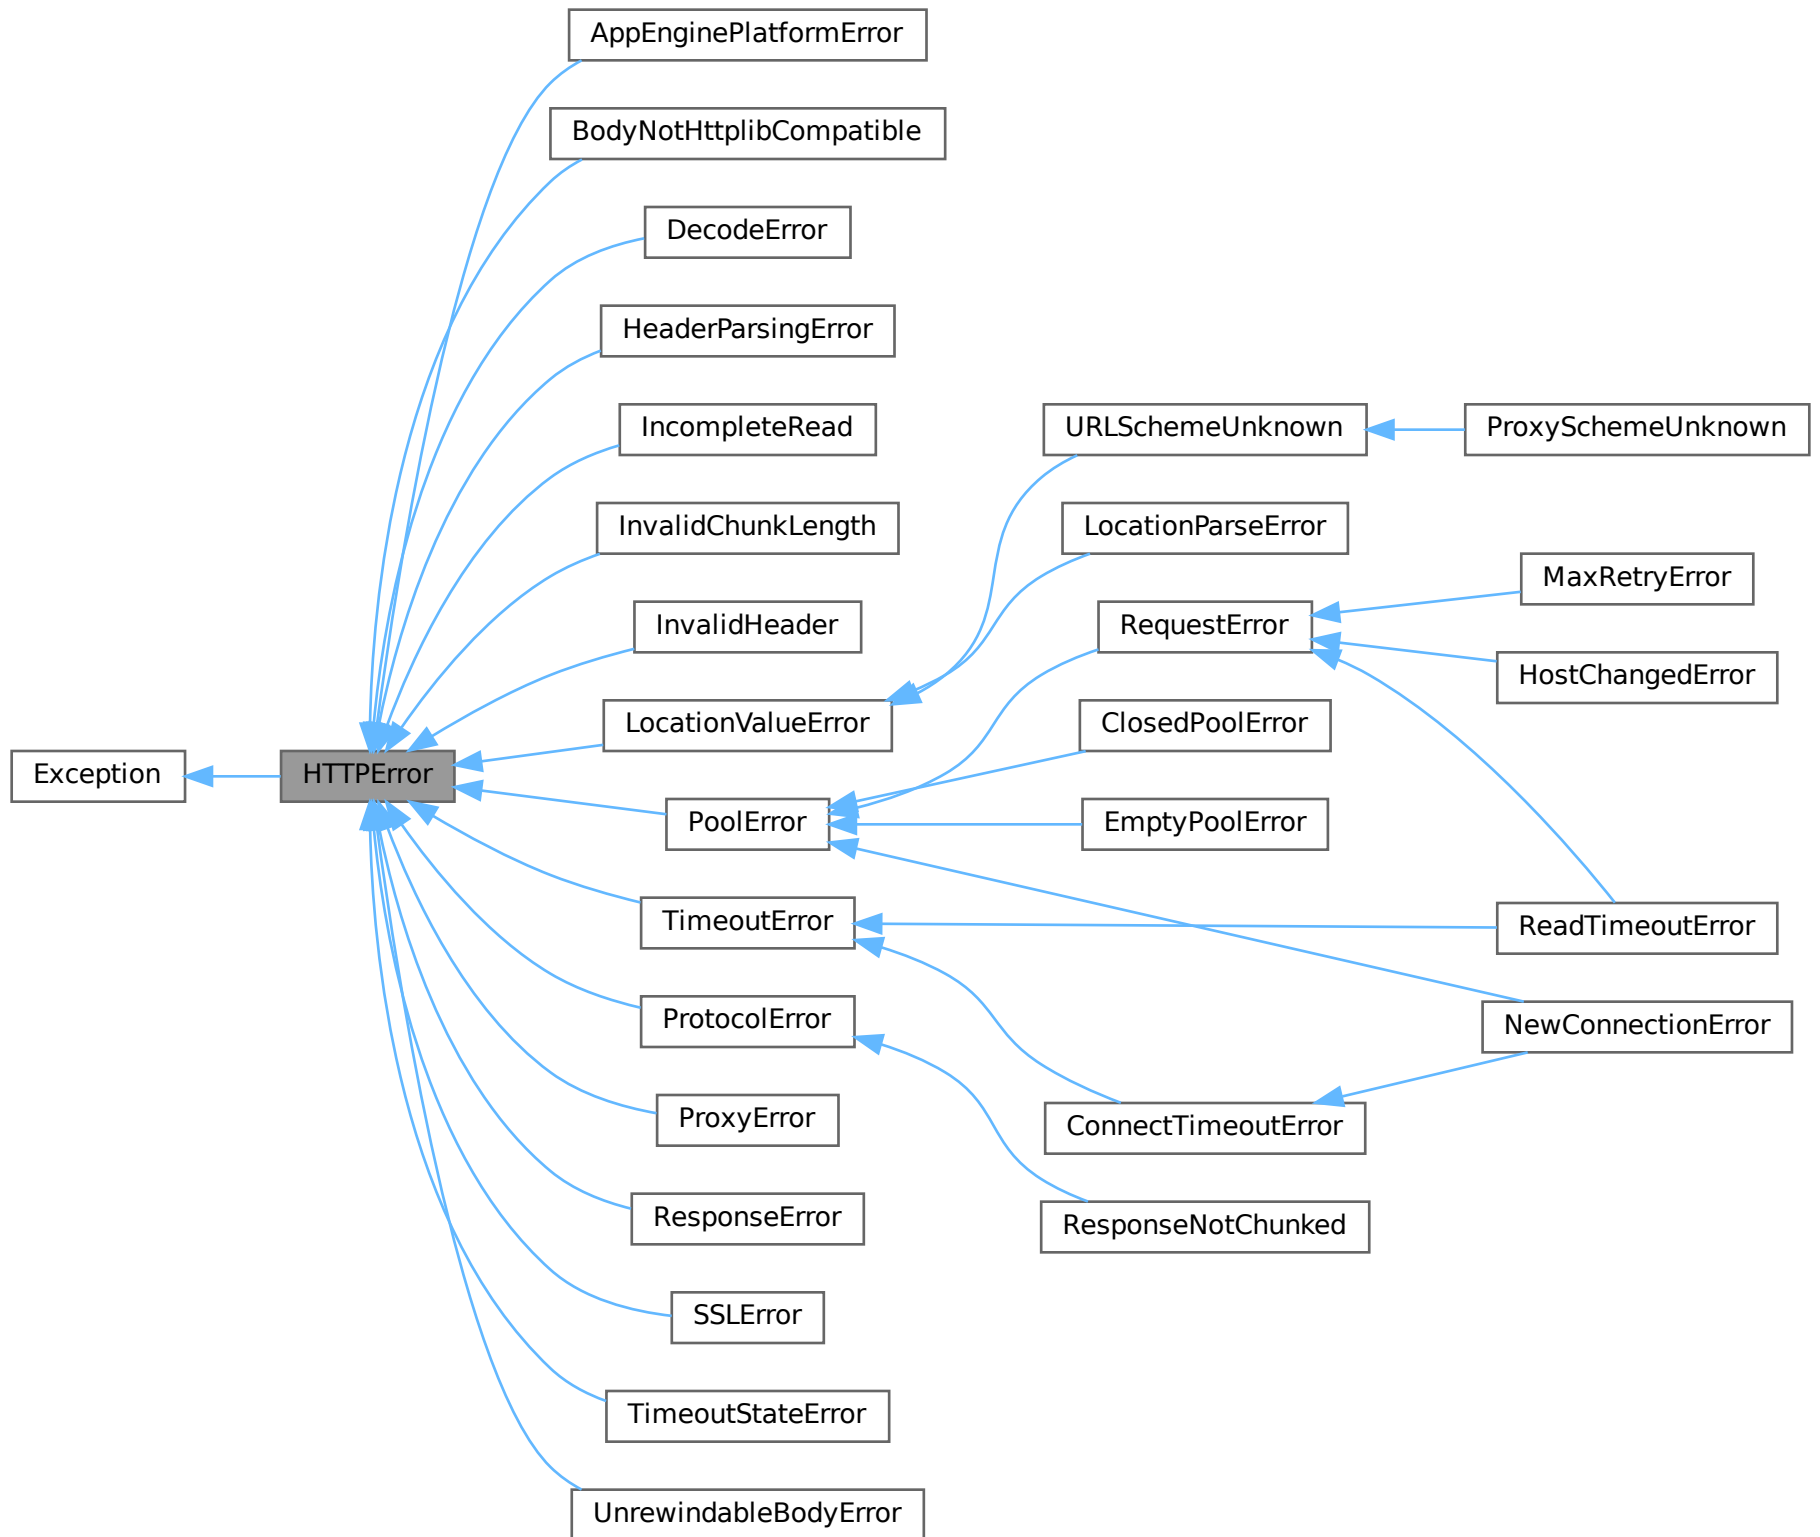 AppEnginePlatformError
BodyNotHttplibCompatible
DecodeError
HeaderParsingError
IncompleteRead
URLSchemeUnknown
ProxySchemeUnknown
InvalidChunkLength
LocationParseError
MaxRetryError
InvalidHeader
RequestError
HostChangedError
LocationValueError
ClosedPoolError
Exception
HTTPError
PoolError
EmptyPoolError
TimeoutError
ReadTimeoutError
ProtocolError
NewConnectionError
ProxyError
ConnectTimeoutError
ResponseError
ResponseNotChunked
SSLError
TimeoutStateError
UnrewindableBodyError